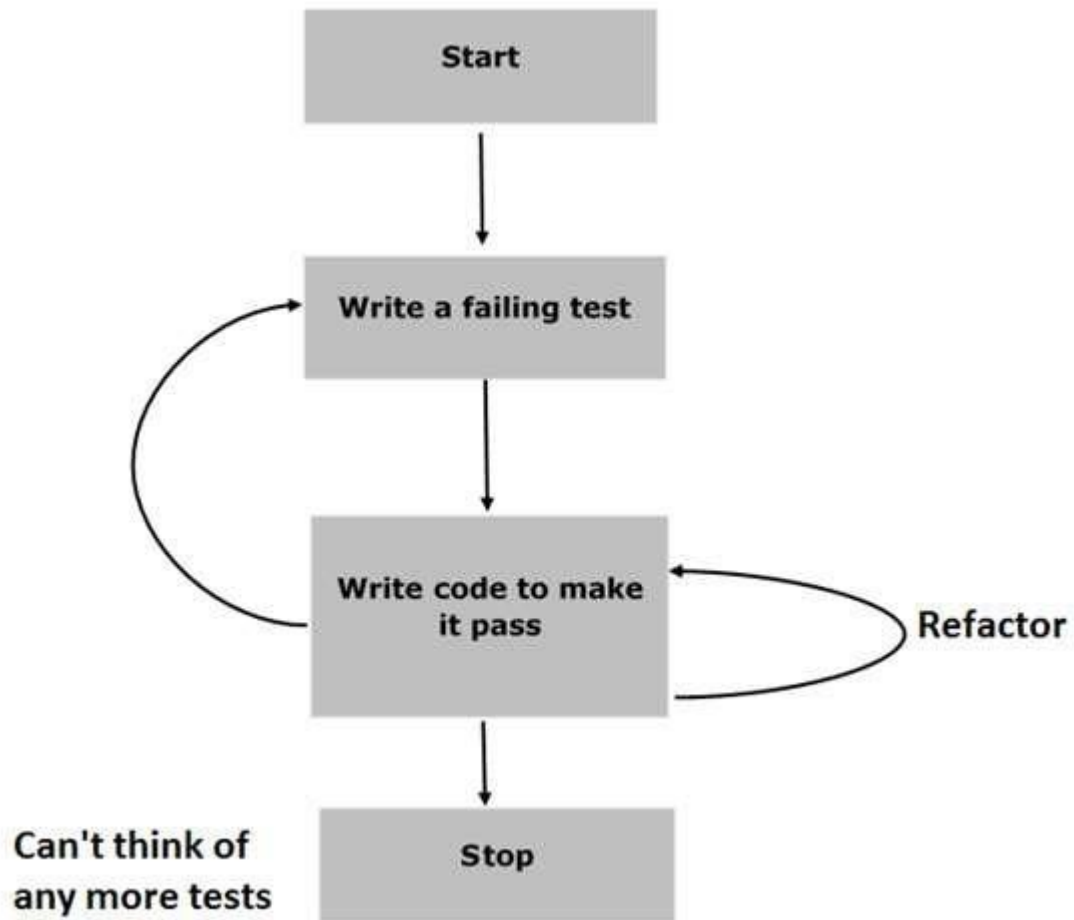 Start
Write a failing test
Write code to make
it pass
Refactor
Stop
Can't think of
any more tests